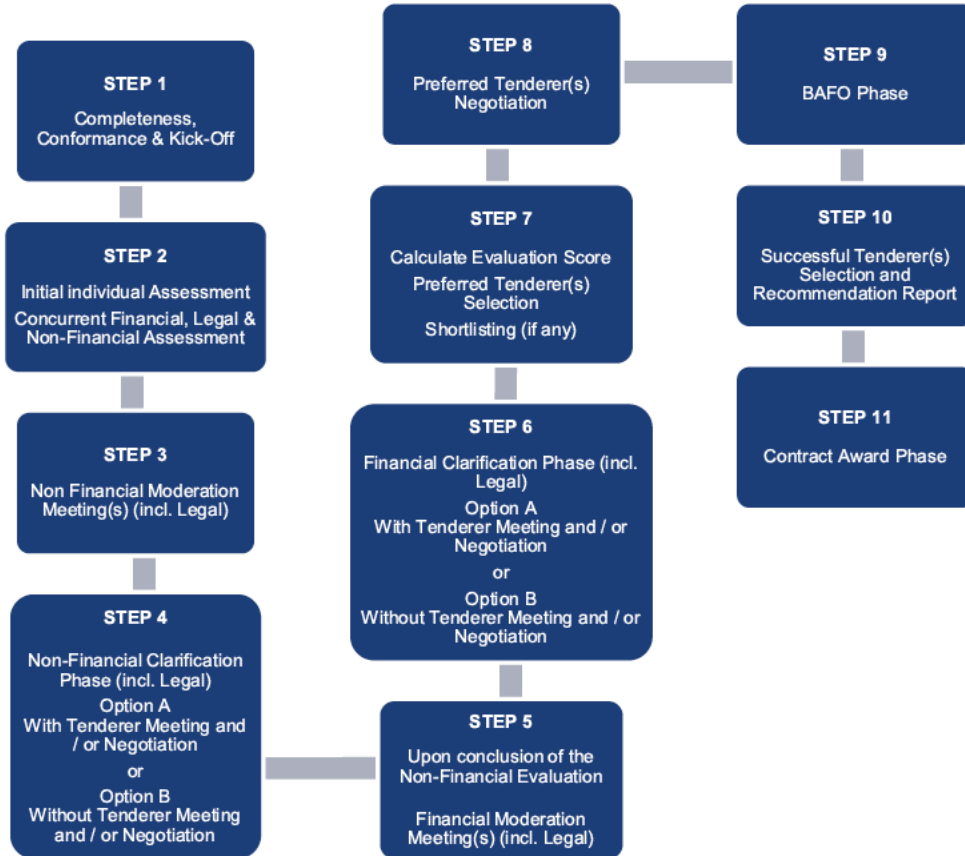 STEP 1
Completeness,
Conformance & Kick-Off
STEP 2
Initial individual Assessment
Concurrent Financial, Legal &
Non-Financial Assessment
STEP 3
Non Financial Moderation
Meeting(s) (incl. Legal)
STEP 4
Non-Financial Clarification
Phase (incl. Legal)
Option A
With Tenderer Meeting and
/ or Negotiation
or
Option B
Without Tenderer Meeting
and / or Negotiation
STEP 5
Upon conclusion of the
Non-Financial Evaluation
Financial Moderation
Meeting(s) (incl. Legal)
STEP 6
Financial Clarification Phase (incl.
Legal)
Option A
With Tenderer Meeting and / or
Negotiation
or
Option B
Without Tenderer Meeting and / or
Negotiation
STEP 7
Calculate Evaluation Score
Preferred Tenderer(s)
Selection
Shortlisting (if any)
STEP 8
Preferred Tenderer(s)
Negotiation
STEP 9
BAFO Phase
STEP 10
Successful Tenderer(s)
Selection and
Recommendation Report
STEP 11
Contract Award Phase